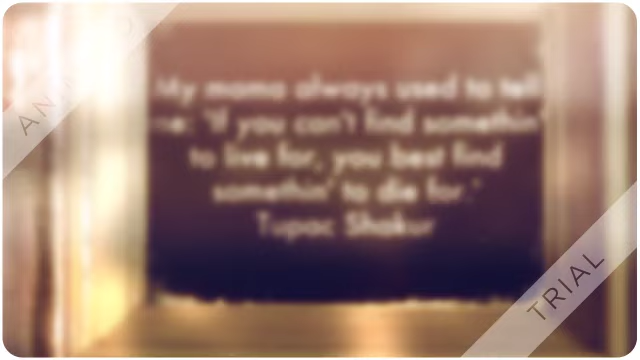 My mama always used to tell
me: 'If you can't find somethin'
to live for, you best find
somethin' to die for.'
Tupac Shakur
TRIAL